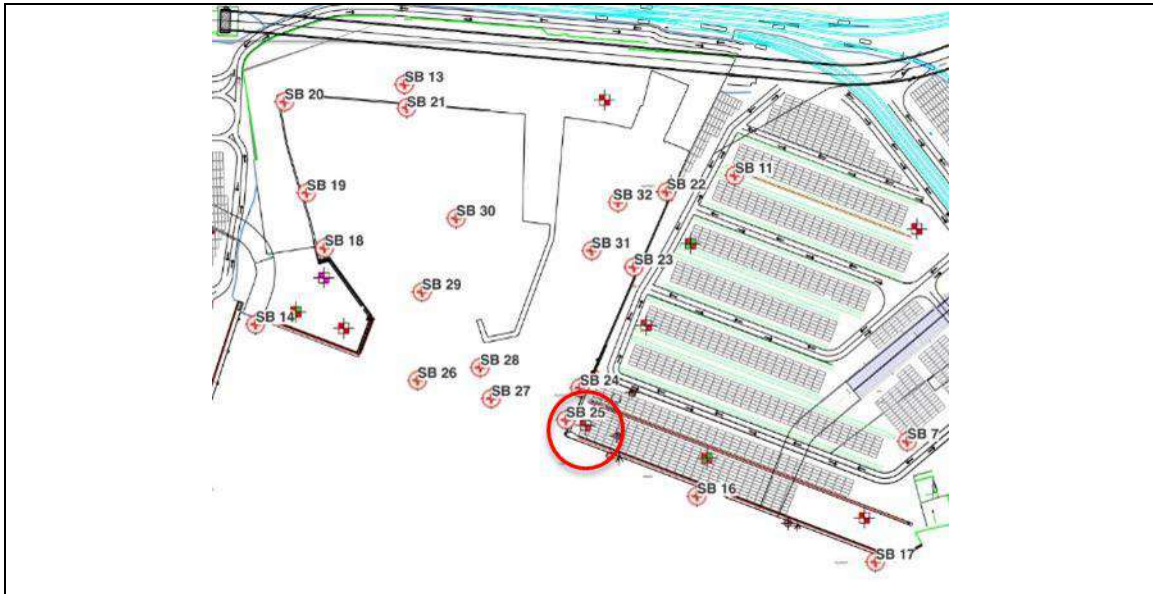 SB 13
SB 20
SB 21
SB 11
SB 19
SB 22
SB 32
SB 30
SB 18
SB 31
SB 23
SB 29
SB 14
SB 28
SB 26
SB 24
SB 27
SB 25
SB 7
SB 16
SB 17